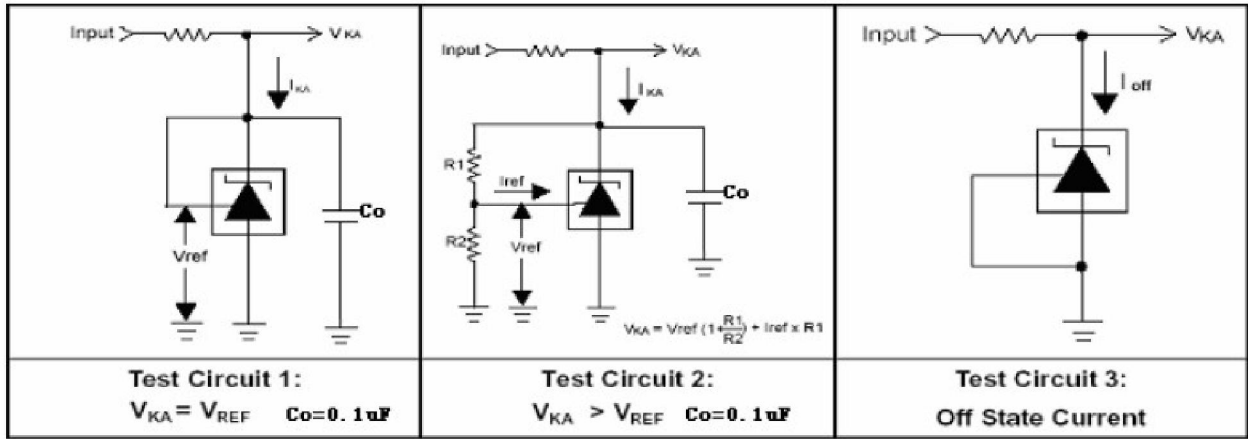 Input
VKA
IKA
Co
Vref
Test Circuit 1:
VKA = VREF Co=0.1uF
Input
VKA
IKA
R1
Iref
Co
R2
Vref
VKA = Vref (1+R1/R2) + Iref x R1
Test Circuit 2:
VKA > VREF Co=0.1uF
Input
VKA
I off
Test Circuit 3:
Off State Current